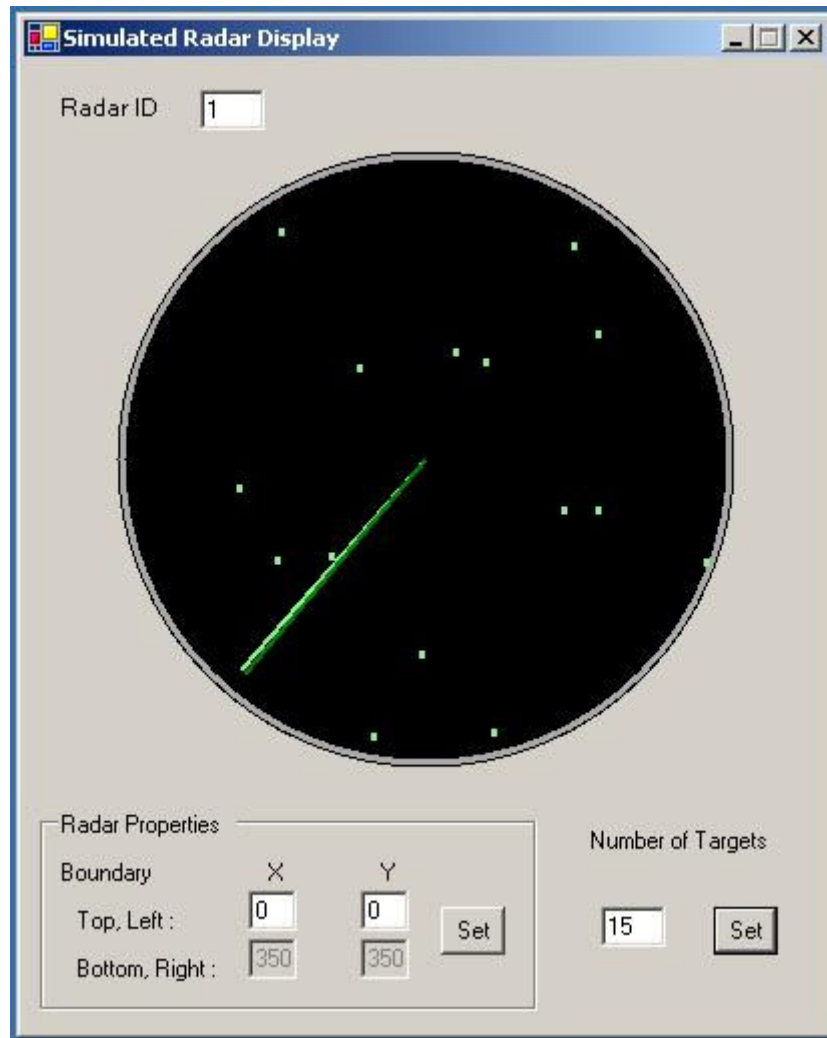 Simulated Radar Display
Radar ID 1
Radar Properties
Boundary X Y
Top, Left : 0 0 Set
Bottom, Right : 350 350
Number of Targets
15 Set